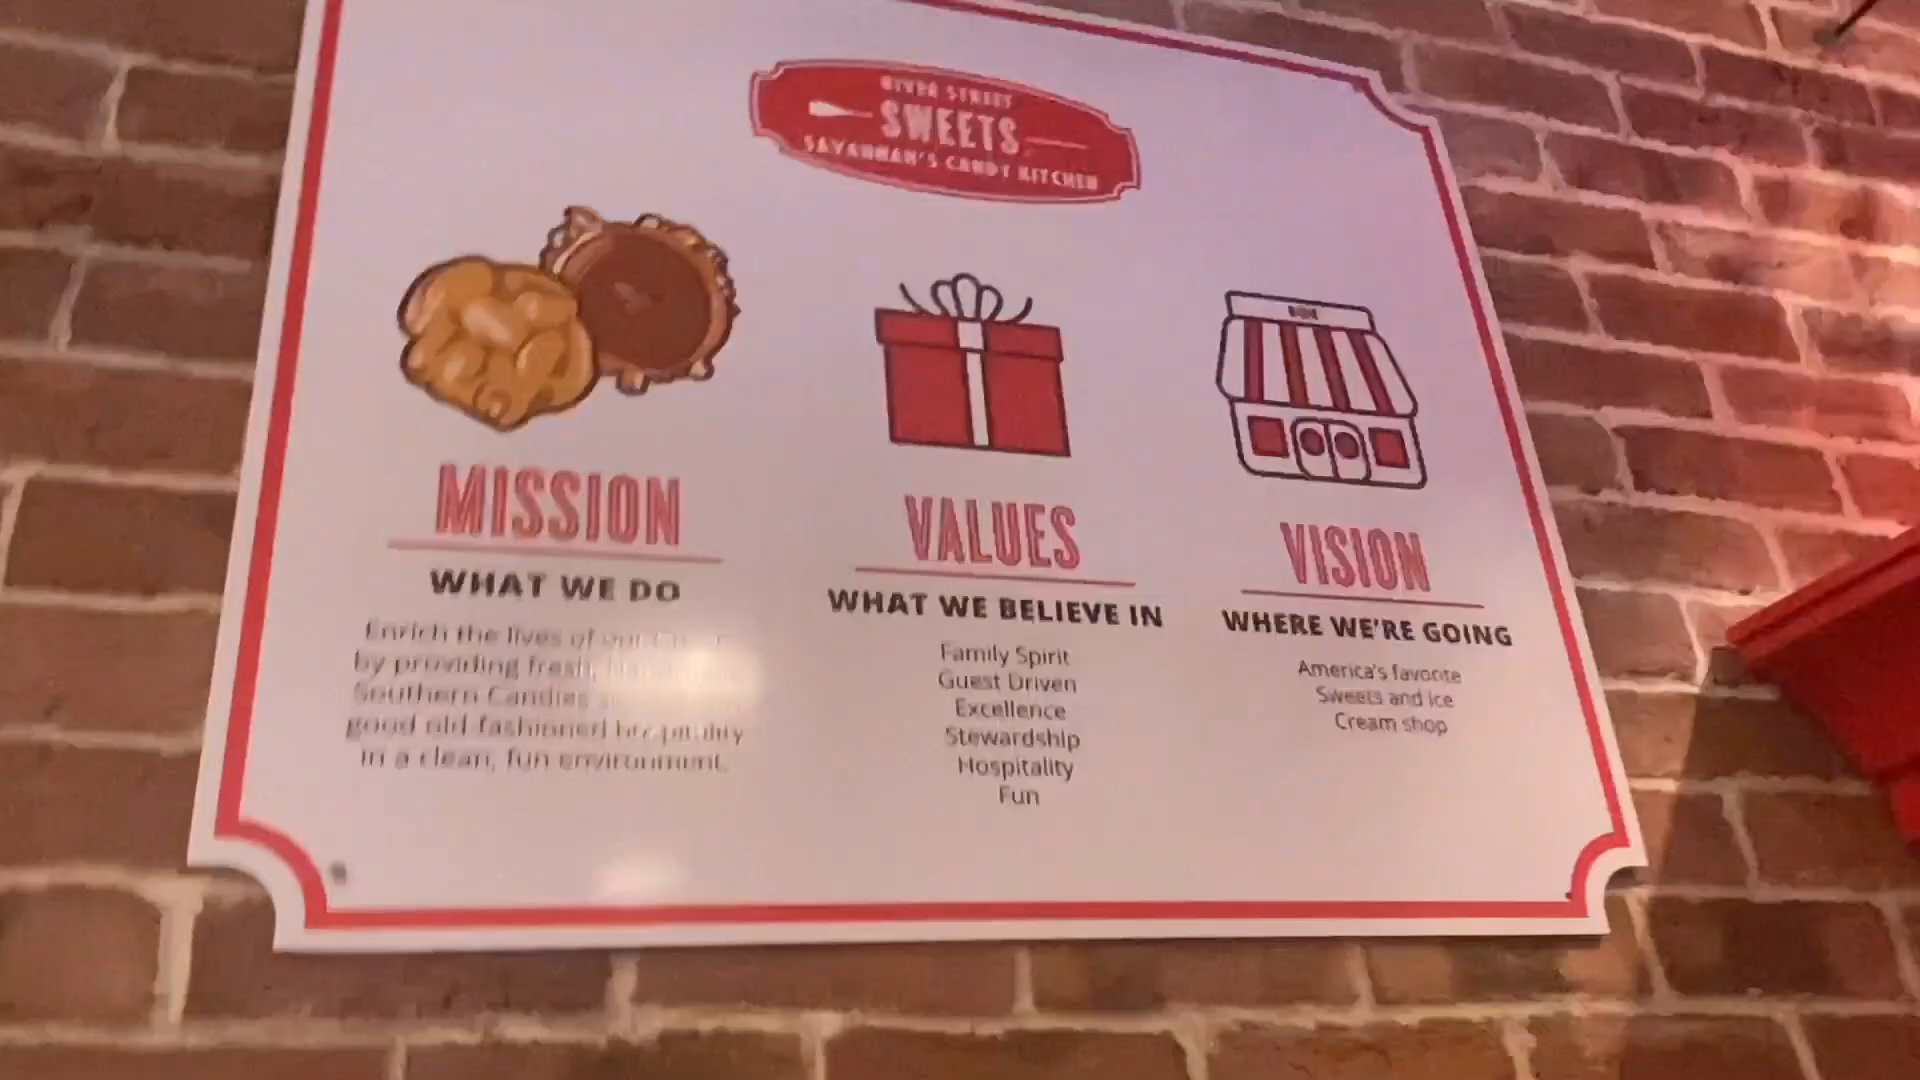 RIVER STREET
SWEETS
SAVANNAH'S CANDY KITCHEN
MISSION
WHAT WE DO
Enrich the lives of our
by providing fresh,
Southern Candies
good old-fashioned hospitality
in a clean, fun environment.
VALUES
WHAT WE BELIEVE IN
Family Spirit
Guest Driven
Excellence
Stewardship
Hospitality
Fun
VISION
WHERE WE'RE GOING
America's favorite
Sweets and Ice
Cream shop